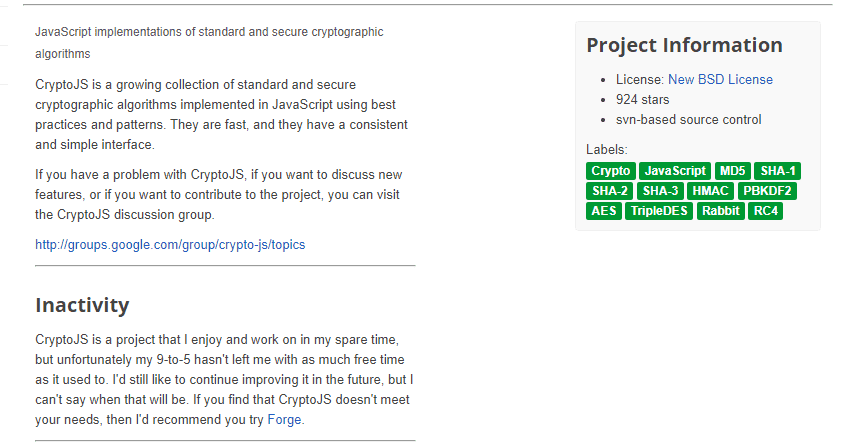 JavaScript implementations of standard and secure cryptographic
algorithms
CryptoJS is a growing collection of standard and secure
cryptographic algorithms implemented in JavaScript using best
practices and patterns. They are fast, and they have a consistent
and simple interface.
If you have a problem with CryptoJS, if you want to discuss new
features, or if you want to contribute to the project, you can visit
the CryptoJS discussion group.
http://groups.google.com/group/crypto-js/topics
Inactivity
CryptoJS is a project that I enjoy and work on in my spare time,
but unfortunately my 9-to-5 hasn't left me with as much free time
as it used to. I'd still like to continue improving it in the future, but I
can't say when that will be. If you find that CryptoJS doesn't meet
your needs, then I'd recommend you try Forge.
Project Information
• License: New BSD License
• 924 stars
• svn-based source control
Labels:
Crypto JavaScript MD5 SHA-1
SHA-2 SHA-3 HMAC PBKDF2
AES TripleDES Rabbit RC4